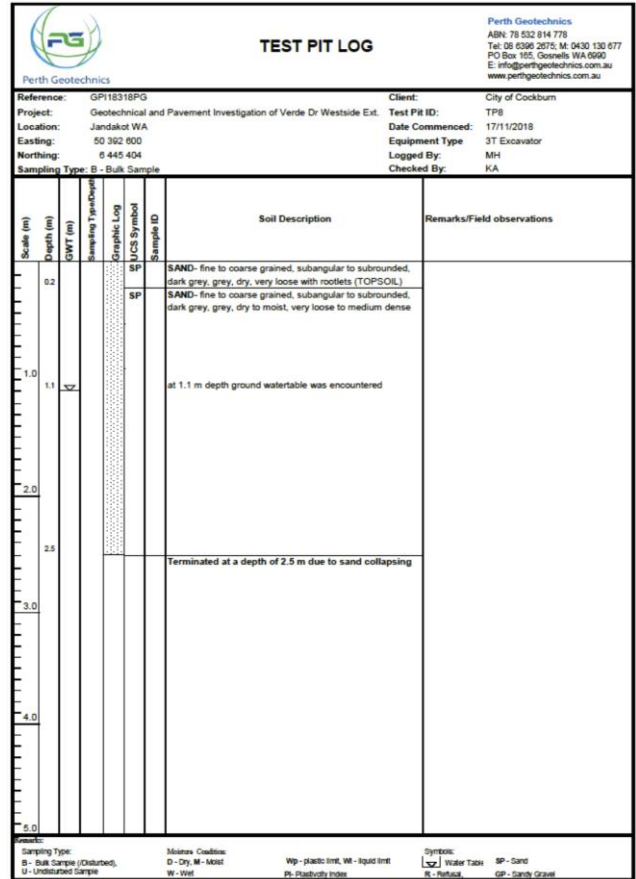 PG
Perth Geotechnics
TEST PIT LOG
Perth Geotechnics
ABN: 78 532 814 778
Tel: 08 6396 2675; M: 0430 130 677
PO Box 165, Gosnells WA 6990
E: info@perthgeotechnics.com.au
www.perthgeotechnics.com.au
Reference: GPI18318PG Client: City of Cockburn
Project: Geotechnical and Pavement Investigation of Verde Dr Westside Ext. Test Pit ID: TP8
Location: Jandakot WA Date Commenced: 17/11/2018
Easting: 50 392 600 Equipment Type 3T Excavator
Northing: 6 445 404 Logged By: MH
Sampling Type: B - Bulk Sample Checked By: KA
Scale (m) Depth (m) GWT (m) Sampling Type/Depth Graphic Log UCS Symbol Sample ID Soil Description Remarks/Field observations
SP SAND- fine to coarse grained, subangular to subrounded,
0.2 dark grey, grey, dry, very loose with rootlets (TOPSOIL)
SP SAND- fine to coarse grained, subangular to subrounded,
dark grey, grey, dry to moist, very loose to medium dense
1.0
1.1 at 1.1 m depth ground watertable was encountered
2.0
2.5
Terminated at a depth of 2.5 m due to sand collapsing
3.0
4.0
5.0
Remarks:
Sampling Type: Moisture Condition: Symbols:
B - Bulk Sample (/Disturbed), D - Dry, M - Moist Wp - plastic limit, Wl - liquid limit Water Table SP - Sand
U - Undisturbed Sample W - Wet PI- Plastivdty Index R - Refusal, GP - Sandy Gravel